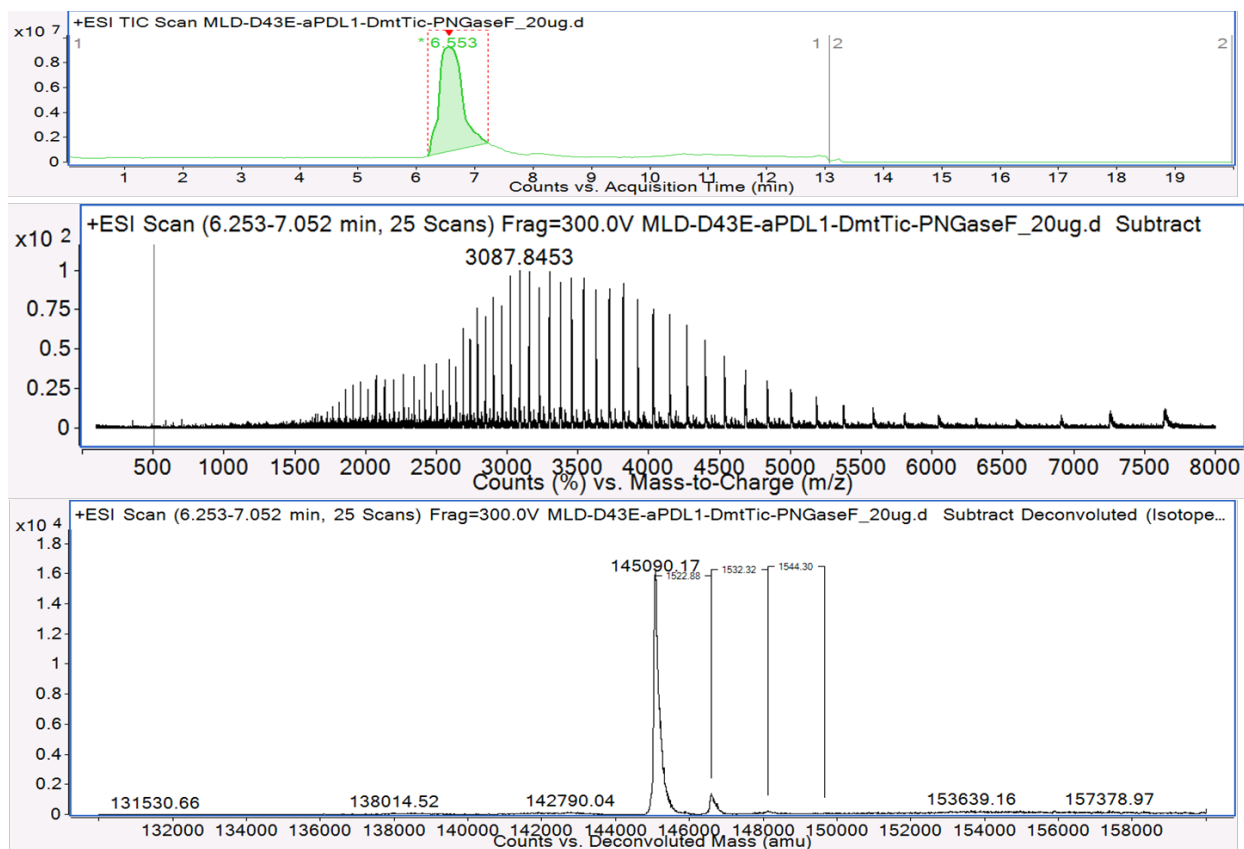 +ESI TIC Scan MLD-D43E-aPDL1-DmtTic-PNGaseF_20ug.d
x10 7
1
* 6.553
1 2
2
0.8
0.6
0.4
0.2
0
1 2 3 4 5 6 7 8 9 10 11 12 13 14 15 16 17 18 19
Counts vs. Acquisition Time (min)
+ESI Scan (6.253-7.052 min, 25 Scans) Frag=300.0V MLD-D43E-aPDL1-DmtTic-PNGaseF_20ug.d Subtract
x10 2
3087.8453
1
0.75
0.5
0.25
0
500 1000 1500 2000 2500 3000 3500 4000 4500 5000 5500 6000 6500 7000 7500 8000
Counts (%) vs. Mass-to-Charge (m/z)
+ESI Scan (6.253-7.052 min, 25 Scans) Frag=300.0V MLD-D43E-aPDL1-DmtTic-PNGaseF_20ug.d Subtract Deconvoluted (Isotope...
x10 4
1.8
145090.17
1522.88
1532.32
1544.30
1.6
1.4
1.2
1
0.8
0.6
0.4
0.2
131530.66 138014.52 142790.04 153639.16 157378.97
0
132000 134000 136000 138000 140000 142000 144000 146000 148000 150000 152000 154000 156000 158000
Counts vs. Deconvoluted Mass (amu)